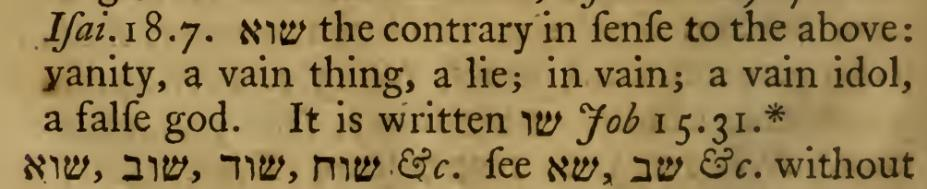 Iſai. 18.7. שוא the contrary in ſenſe to the above:
vanity, a vain thing, a lie; in vain; a vain idol,
a falſe god. It is written שו Job 15.31.*
שוא, שוב, שוד, שוח &c. ſee שא, שב &c. without